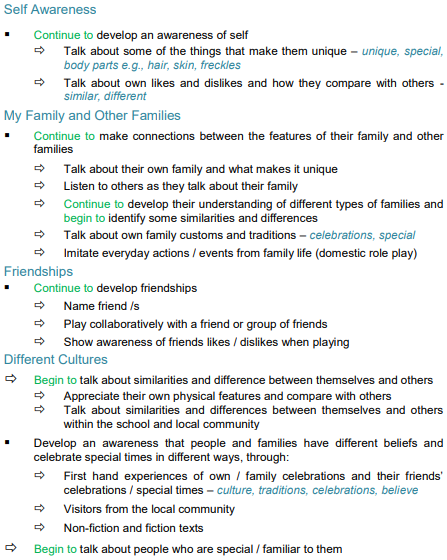 Self Awareness
▪ Continue to develop an awareness of self
⇨ Talk about some of the things that make them unique – unique, special,
body parts e.g., hair, skin, freckles
⇨ Talk about own likes and dislikes and how they compare with others -
similar, different
My Family and Other Families
▪ Continue to make connections between the features of their family and other
families
⇨ Talk about their own family and what makes it unique
⇨ Listen to others as they talk about their family
⇨ Continue to develop their understanding of different types of families and
begin to identify some similarities and differences
⇨ Talk about own family customs and traditions – celebrations, special
⇨ Imitate everyday actions / events from family life (domestic role play)
Friendships
▪ Continue to develop friendships
⇨ Name friend /s
⇨ Play collaboratively with a friend or group of friends
⇨ Show awareness of friends likes / dislikes when playing
Different Cultures
⇨ Begin to talk about similarities and difference between themselves and others
⇨ Appreciate their own physical features and compare with others
⇨ Talk about similarities and differences between themselves and others
within the school and local community
▪ Develop an awareness that people and families have different beliefs and
celebrate special times in different ways, through:
⇨ First hand experiences of own / family celebrations and their friends'
celebrations / special times – culture, traditions, celebrations, believe
⇨ Visitors from the local community
⇨ Non-fiction and fiction texts
⇨ Begin to talk about people who are special / familiar to them